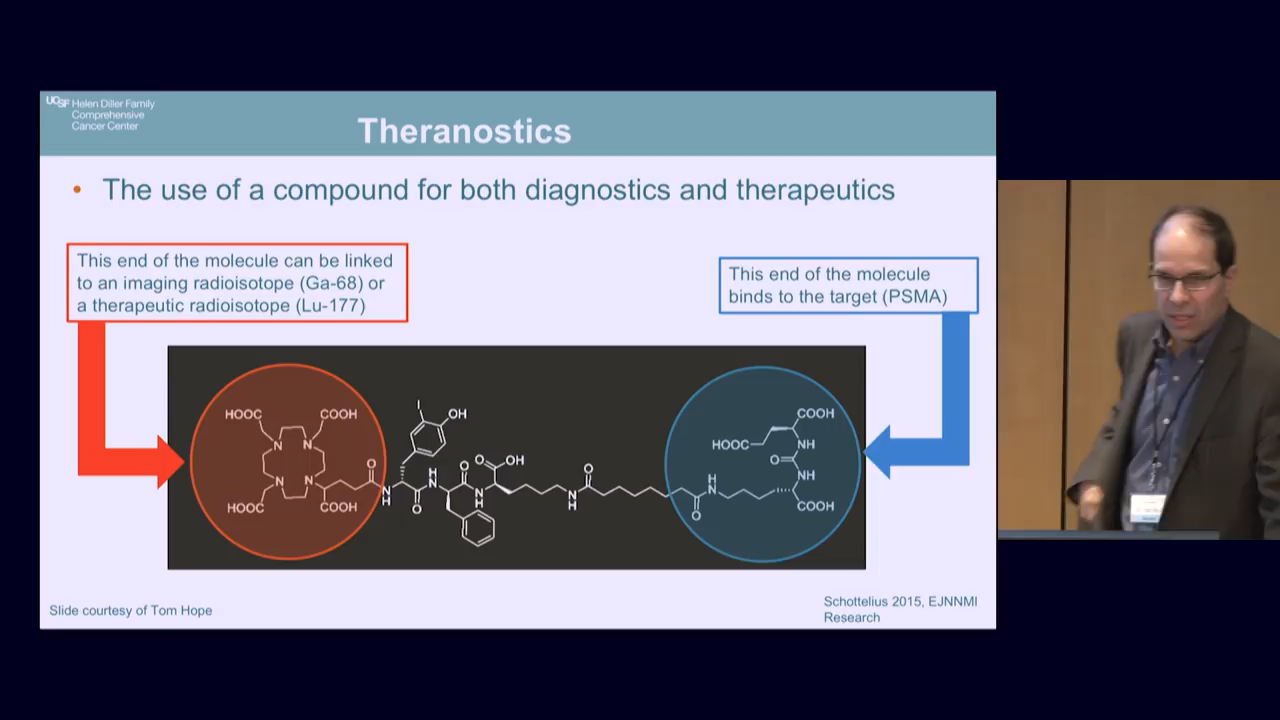 UCSF Helen Diller Family
Comprehensive
Cancer Center
Theranostics
• The use of a compound for both diagnostics and therapeutics
This end of the molecule can be linked
to an imaging radioisotope (Ga-68) or
a therapeutic radioisotope (Lu-177)
This end of the molecule
binds to the target (PSMA)
HOOC
COOH
N
N
N
N
HOOC
COOH
O
N
H
I
OH
O
H
N
O
N
H
O
OH
N
H
O
O
H
N
HOOC
COOH
NH
O
NH
COOH
Slide courtesy of Tom Hope
Schottelius 2015, EJNNMI
Research